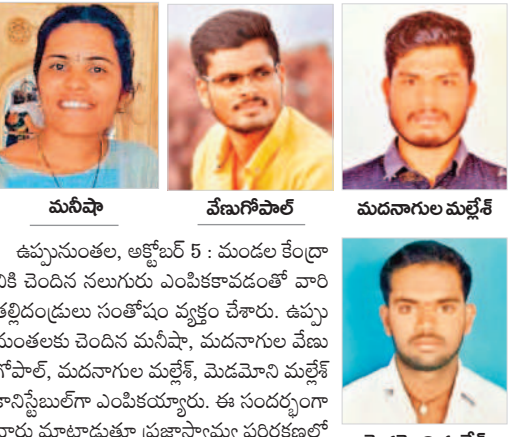 మనీషా
వేణుగోపాల్
మదనాగుల మల్లేశ్
ఉప్పునుంతల, అక్టోబర్ 5 : మండల కేంద్రా
నికి చెందిన నలుగురు ఎంపికకావడంతో వారి
తల్లిదండ్రులు సంతోషం వ్యక్తం చేశారు. ఉప్పు
నుంతలకు చెందిన మనీషా, మదనాగుల వేణు
గోపాల్, మదనాగుల మల్లేశ్, మెడమోని మల్లేశ్
కానిస్టేబుల్‌గా ఎంపికయ్యారు. ఈ సందర్భంగా
వారు మాట్లాడుతూ ప్రజాస్వామ్య పరిరక్షణలో